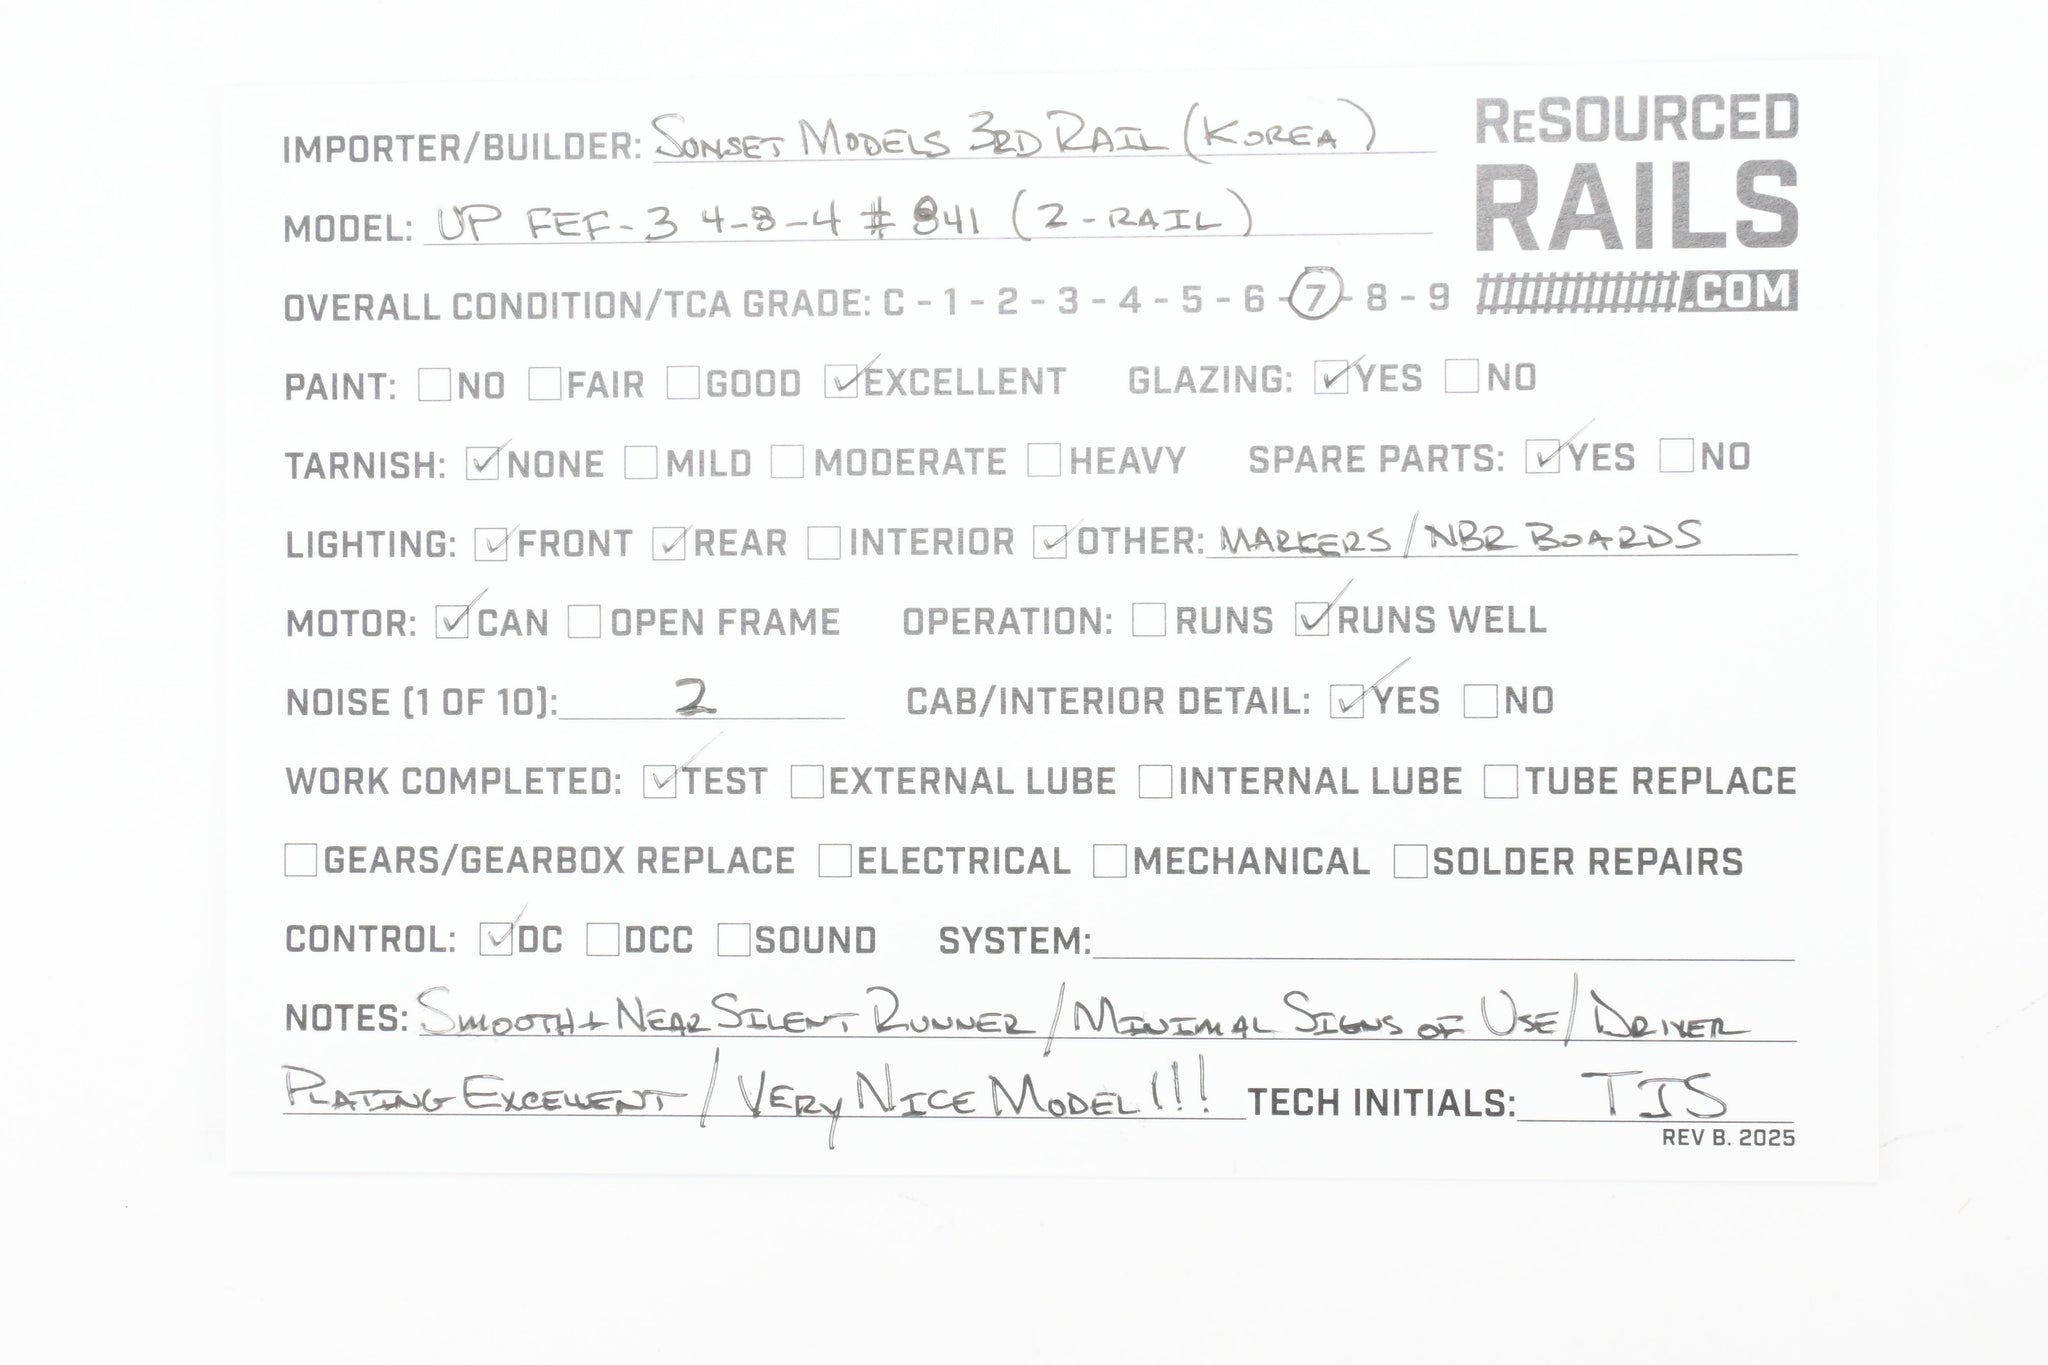 IMPORTER/BUILDER: SUNSET MODELS 3RD RAIL (KOREA)
RESOURCED
RAILS
.COM
MODEL: UP FEF-3 4-8-4 # 841 (2-RAIL)
OVERALL CONDITION/TCA GRADE: C - 1 - 2 - 3 - 4 - 5 - 6 - 7 - 8 - 9
PAINT: ☐ NO ☐ FAIR ☐ GOOD ☑ EXCELLENT GLAZING: ☑ YES ☐ NO
TARNISH: ☑ NONE ☐ MILD ☐ MODERATE ☐ HEAVY SPARE PARTS: ☑ YES ☐ NO
LIGHTING: ☑ FRONT ☑ REAR ☐ INTERIOR ☑ OTHER: MARKERS/NBR BOARDS
MOTOR: ☑ CAN ☐ OPEN FRAME OPERATION: ☐ RUNS ☑ RUNS WELL
NOISE (1 OF 10): 2 CAB/INTERIOR DETAIL: ☑ YES ☐ NO
WORK COMPLETED: ☑ TEST ☐ EXTERNAL LUBE ☐ INTERNAL LUBE ☐ TUBE REPLACE
☐ GEARS/GEARBOX REPLACE ☐ ELECTRICAL ☐ MECHANICAL ☐ SOLDER REPAIRS
CONTROL: ☑ DC ☐ DCC ☐ SOUND SYSTEM:
NOTES: SMOOTH + NEAR SILENT RUNNER / MINIMAL SIGNS OF USE / DRIVER
PLATING EXCELLENT / VERY NICE MODEL!!! TECH INITIALS: TJS
REV B. 2025